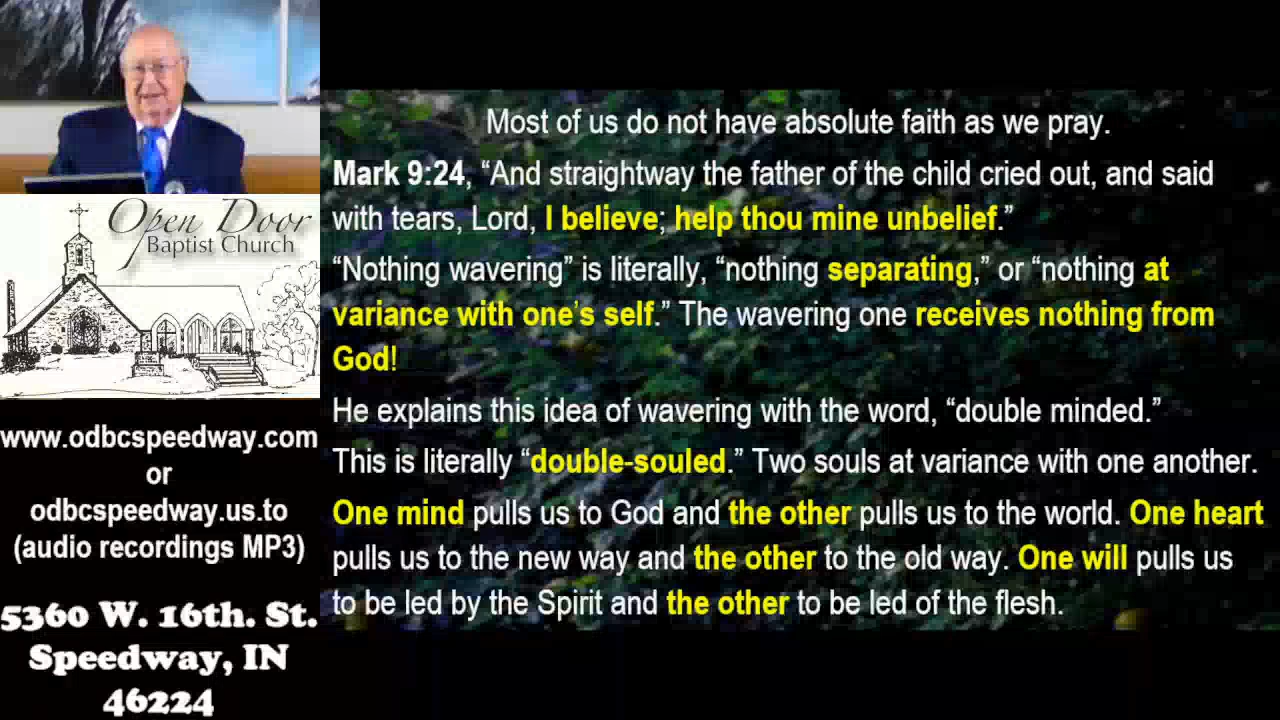 Open Door
Baptist Church
www.odbcspeedway.com
or
odbcspeedway.us.to
(audio recordings MP3)
5360 W. 16th. St.
Speedway, IN
46224
Most of us do not have absolute faith as we pray.
Mark 9:24, “And straightway the father of the child cried out, and said
with tears, Lord, I believe; help thou mine unbelief.”
“Nothing wavering” is literally, “nothing separating,” or “nothing at
variance with one’s self.” The wavering one receives nothing from
God!
He explains this idea of wavering with the word, “double minded.”
This is literally “double-souled.” Two souls at variance with one another.
One mind pulls us to God and the other pulls us to the world. One heart
pulls us to the new way and the other to the old way. One will pulls us
to be led by the Spirit and the other to be led of the flesh.